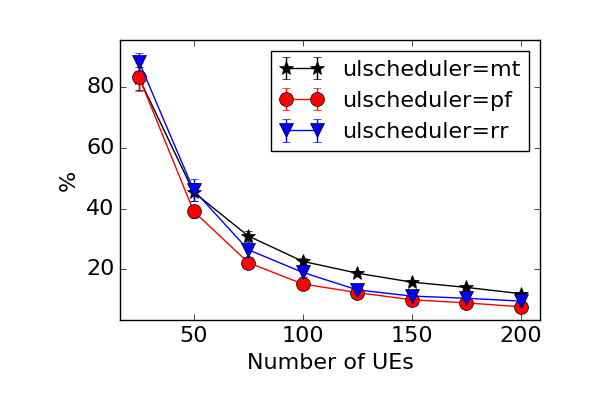 ulscheduler=mt
ulscheduler=pf
ulscheduler=rr
80
60
40
20
%
50
100
150
200
Number of UEs